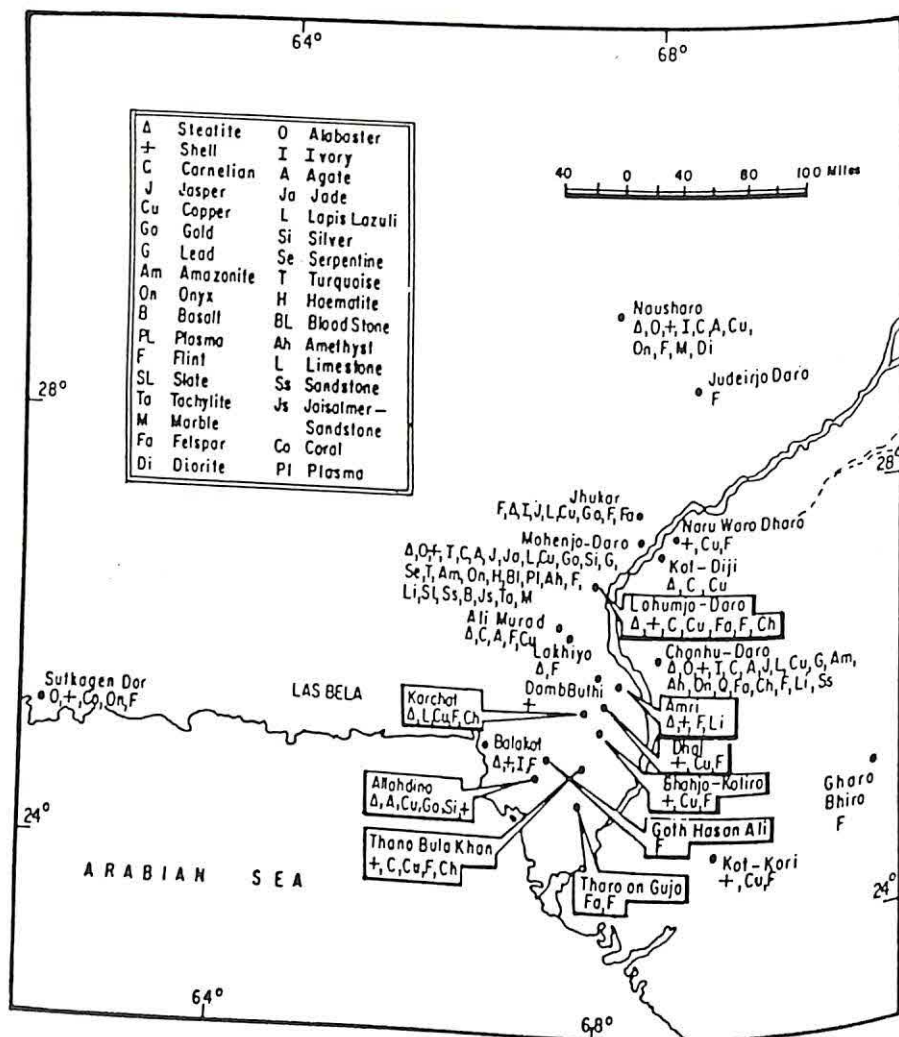 64°
68°
Δ Steatite O Alabaster
+ Shell I Ivory
C Carnelian A Agate
J Jasper Ja Jade
Cu Copper L Lapis Lazuli
Go Gold Si Silver
G Lead Se Serpentine
Am Amazonite T Turquoise
On Onyx H Haematite
B Basalt BL Blood Stone
PL Plasma Ah Amethyst
F Flint L Limestone
SL Slate Ss Sandstone
Ta Tachylite Js Jaisalmer–
M Marble Sandstone
Fa Felspar Co Coral
Di Diorite Pl Plasma
40 0 40 80 100 Miles
Nausharo
Δ,O,+,I,C,A,Cu,
On,F,M,Di
Judeirjo Daro
F
28°
28
Jhukar
F,Δ,I,J,L,Cu,Go,F,Fa
Naru Waro Dharo
+,Cu,F
Mohenjo-Daro
Δ,O,+,I,C,A,J,Ja,L,Cu,Go,Si,G,
Se,T,Am,On,H,Bl,Pl,Ah,F,
Li,Sl,Ss,B,Js,Ta,M
Kot-Diji
Δ,C,Cu
Lohumjo-Daro
Δ,+,C,Cu,Fa,F,Ch
Ali Murad
Δ,C,A,F,Cu
Lakhiyo
Δ,F
Chanhu-Daro
Δ,O,+,I,C,A,J,L,Cu,G,Am,
Ah,On,Q,Fa,Ch,F,Li,Ss
Sutkagen Dor
O,+,Co,On,F
LAS BELA
Damb Buthi
+
Karchat
Δ,L,Cu,F,Ch
Amri
Δ,+,F,Li
Dhal
+,Cu,F
Balakot
Δ,+,I,F
Shahjo-Kotiro
+,Cu,F
Gharo
Bhiro
F
Allahdino
Δ,A,Cu,Go,Si,+
Goth Hasan Ali
F
24°
Thano Bula Khan
+,C,Cu,F,Ch
Kot-Kori
+,Cu,F
ARABIAN SEA
Tharo on Gujo
Fa,F
24°
64°
68°